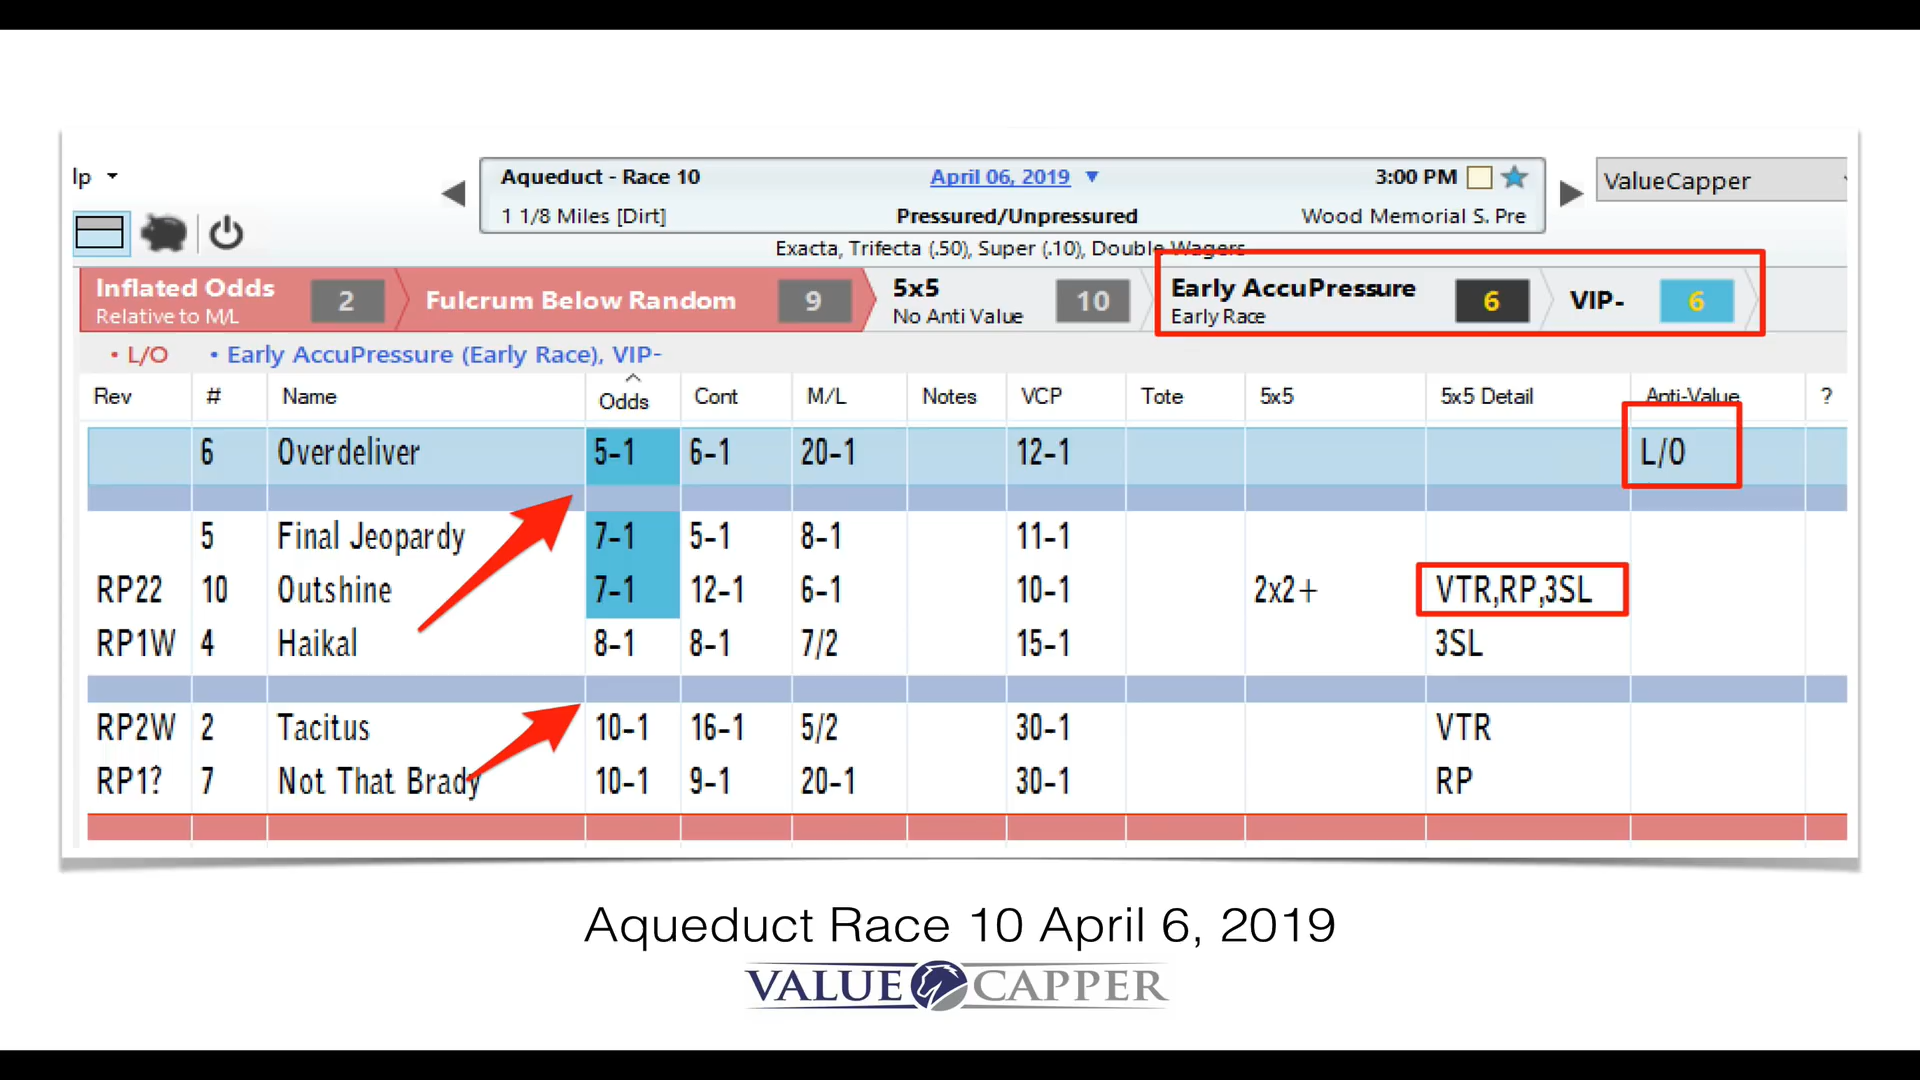 lp
Aqueduct - Race 10 April 06, 2019 3:00 PM
1 1/8 Miles [Dirt] Pressured/Unpressured Wood Memorial S. Pre
ValueCapper
Exacta, Trifecta (.50), Super (.10), Double Wagers
Inflated Odds 2 Fulcrum Below Random 9 5x5 10 Early AccuPressure 6 VIP- 6
Relative to M/L No Anti Value Early Race
• L/O • Early AccuPressure (Early Race), VIP-
Rev # Name Odds Cont M/L Notes VCP Tote 5x5 5x5 Detail Anti-Value ?
6 Overdeliver 5-1 6-1 20-1 12-1 L/O
5 Final Jeopardy 7-1 5-1 8-1 11-1
RP22 10 Outshine 7-1 12-1 6-1 10-1 2x2+ VTR,RP,3SL
RP1W 4 Haikal 8-1 8-1 7/2 15-1 3SL
RP2W 2 Tacitus 10-1 16-1 5/2 30-1 VTR
RP1? 7 Not That Brady 10-1 9-1 20-1 30-1 RP
Aqueduct Race 10 April 6, 2019
VALUE CAPPER